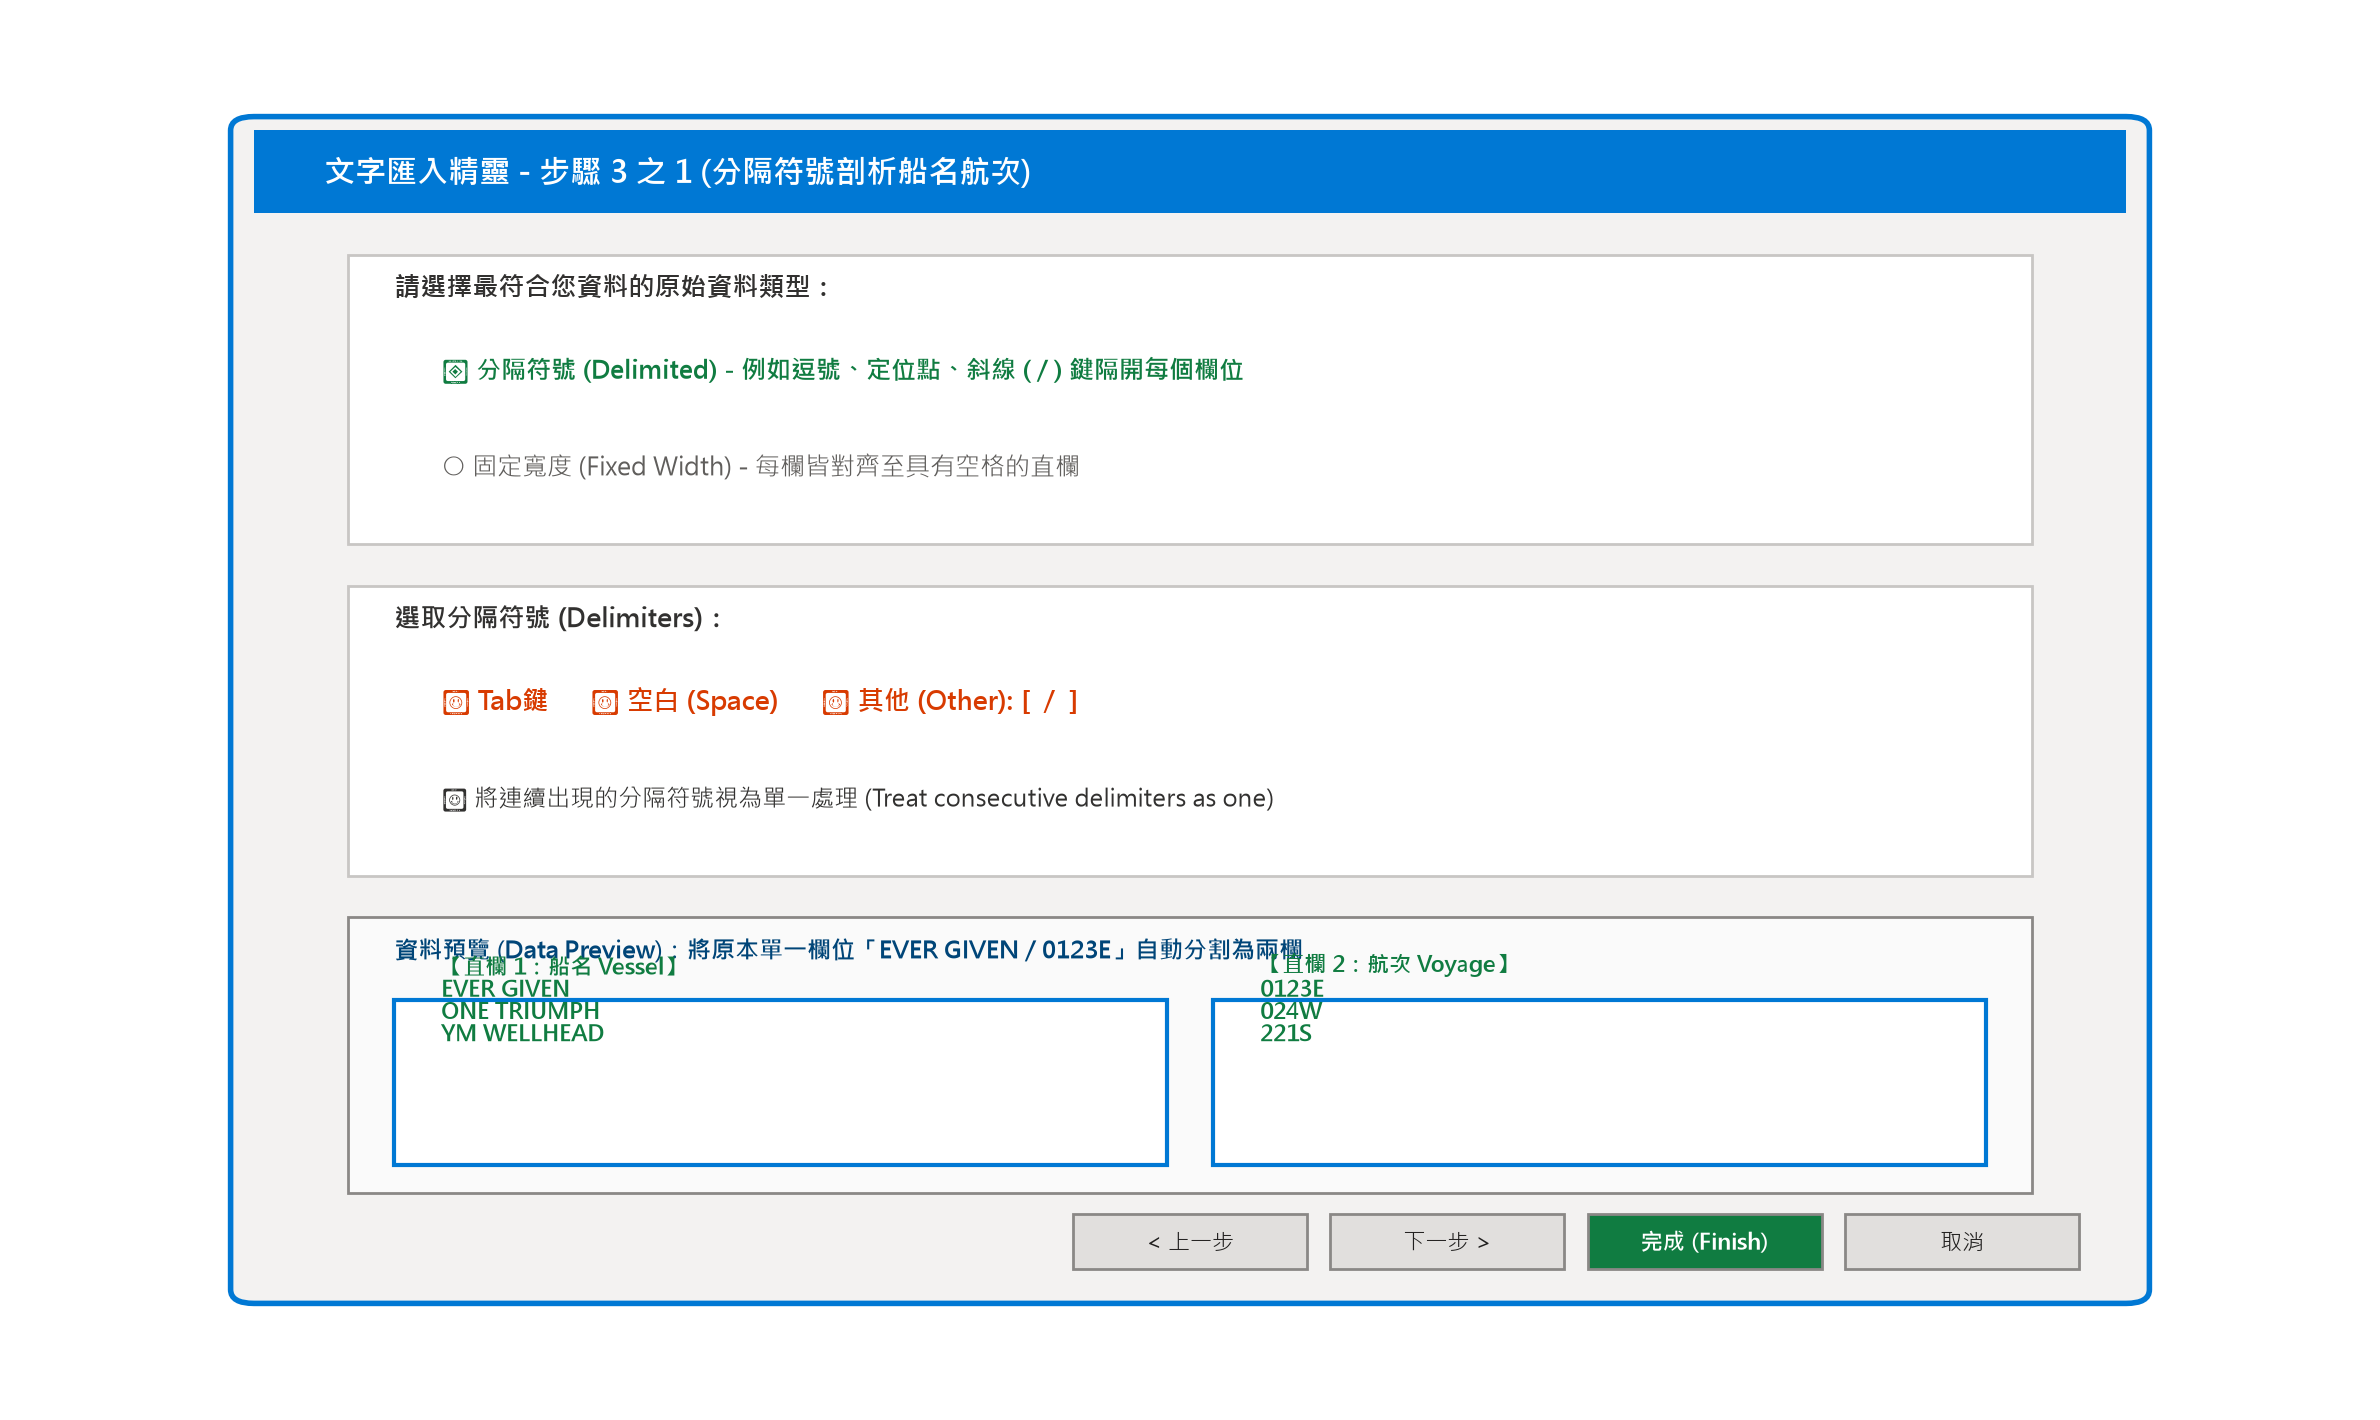 文字匯入精靈 - 步驟 3 之 1 (分隔符號剖析船名航次)
請選擇最符合您資料的原始資料類型：
分隔符號 (Delimited) - 例如逗號、定位點、斜線 ( / ) 鍵隔開每個欄位
○ 固定寬度 (Fixed Width) - 每欄皆對齊至具有空格的直欄
選取分隔符號 (Delimiters)：
Tab鍵 空白 (Space) 其他 (Other): [ / ]
將連續出現的分隔符號視為單一處理 (Treat consecutive delimiters as one)
資料預覽 (Data Preview)：將原本單一欄位「EVER GIVEN / 0123E」自動分割為兩欄
【直欄 1：船名 Vessel】
EVER GIVEN
ONE TRIUMPH
YM WELLHEAD
【直欄 2：航次 Voyage】
0123E
024W
221S
< 上一步
下一步 >
完成 (Finish)
取消